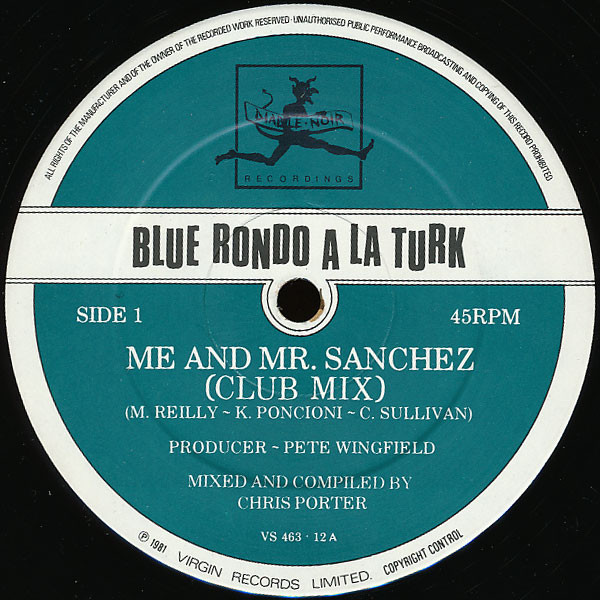 ALL RIGHTS OF THE MANUFACTURER AND OF THE OWNER OF THE RECORDED WORK RESERVED · UNAUTHORISED PUBLIC PERFORMANCE BROADCASTING AND COPYING OF THIS RECORD PROHIBITED
DIABLE · NOIR
RECORDINGS
BLUE RONDO A LA TURK
SIDE 1
45RPM
ME AND MR. SANCHEZ
(CLUB MIX)
(M. REILLY ~ K. PONCIONI ~ C. SULLIVAN)
PRODUCER ~ PETE WINGFIELD
MIXED AND COMPILED BY
CHRIS PORTER
VS 463 · 12A
℗ 1981 VIRGIN RECORDS LIMITED. COPYRIGHT CONTROL